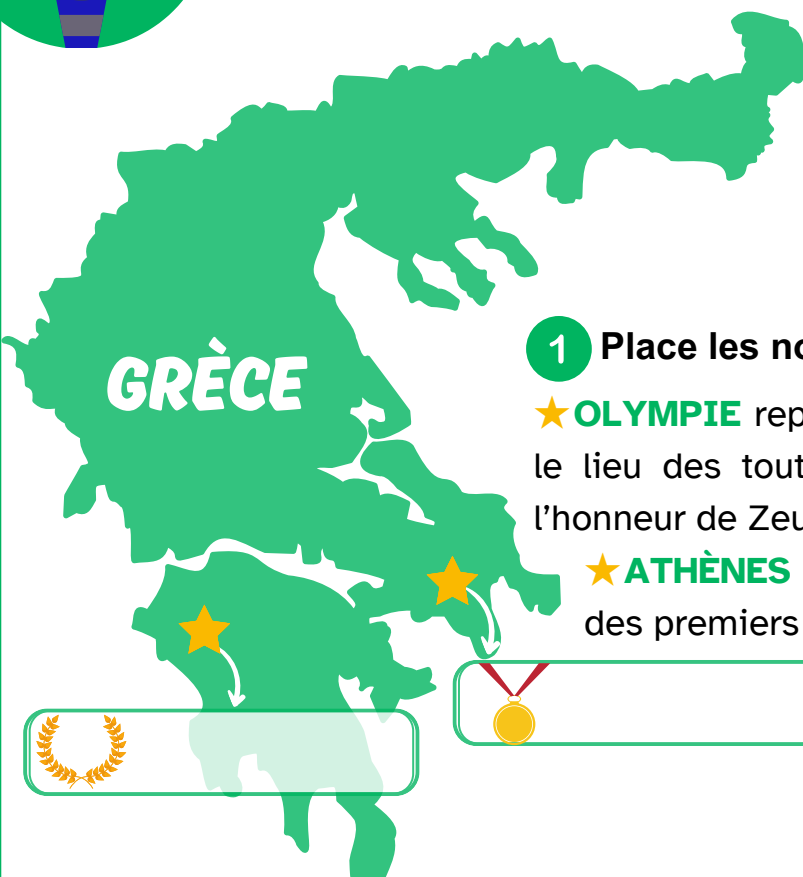 GRÈCE
1 Place les no
OLYMPIE rep
le lieu des tout
l'honneur de Zeu
ATHÈNES
des premiers